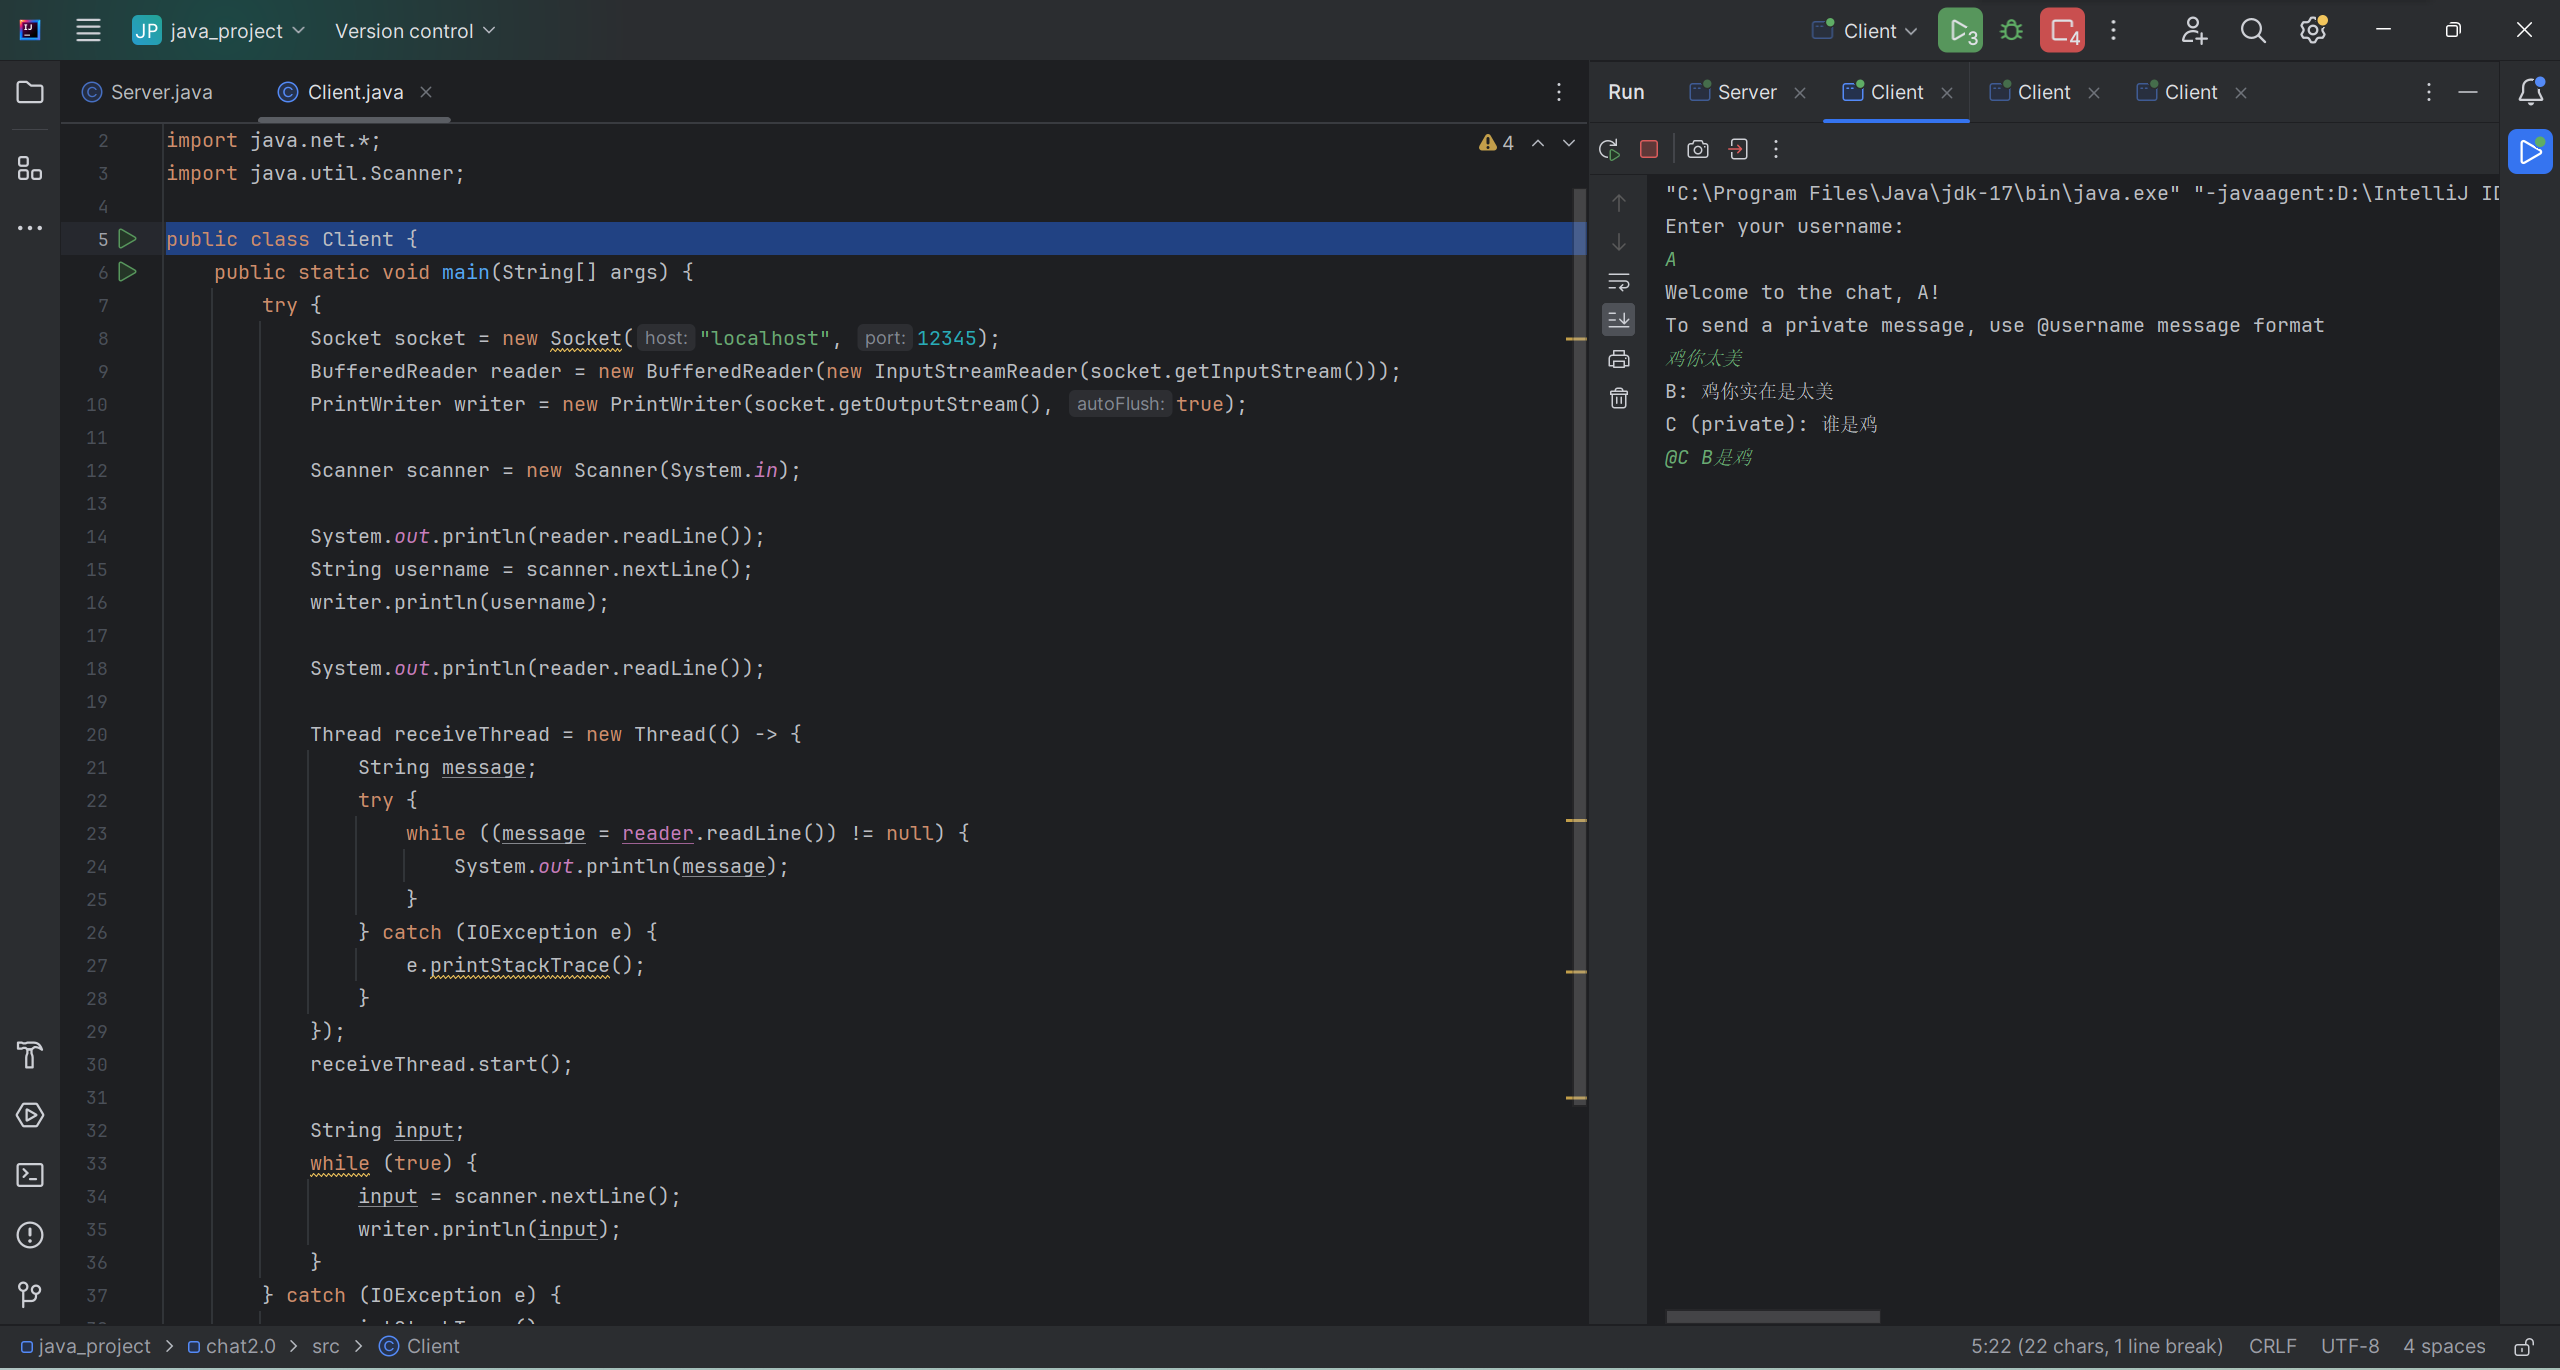 JP java_project Version control Client 3 4
Server.java Client.java
4
2 import java.net.*;
3 import java.util.Scanner;
4
5 public class Client {
6 public static void main(String[] args) {
7 try {
8 Socket socket = new Socket( host: "localhost", port: 12345);
9 BufferedReader reader = new BufferedReader(new InputStreamReader(socket.getInputStream()));
10 PrintWriter writer = new PrintWriter(socket.getOutputStream(), autoFlush: true);
11
12 Scanner scanner = new Scanner(System.in);
13
14 System.out.println(reader.readLine());
15 String username = scanner.nextLine();
16 writer.println(username);
17
18 System.out.println(reader.readLine());
19
20 Thread receiveThread = new Thread(() -> {
21 String message;
22 try {
23 while ((message = reader.readLine()) != null) {
24 System.out.println(message);
25 }
26 } catch (IOException e) {
27 e.printStackTrace();
28 }
29 });
30 receiveThread.start();
31
32 String input;
33 while (true) {
34 input = scanner.nextLine();
35 writer.println(input);
36 }
37 } catch (IOException e) {
Run Server Client Client Client
"C:\Program Files\Java\jdk-17\bin\java.exe" "-javaagent:D:\IntelliJ ID
Enter your username:
A
Welcome to the chat, A!
To send a private message, use @username message format
鸡你太美
B: 鸡你实在是太美
C (private): 谁是鸡
@C B是鸡
java_project > chat2.0 > src > Client 5:22 (22 chars, 1 line break) CRLF UTF-8 4 spaces